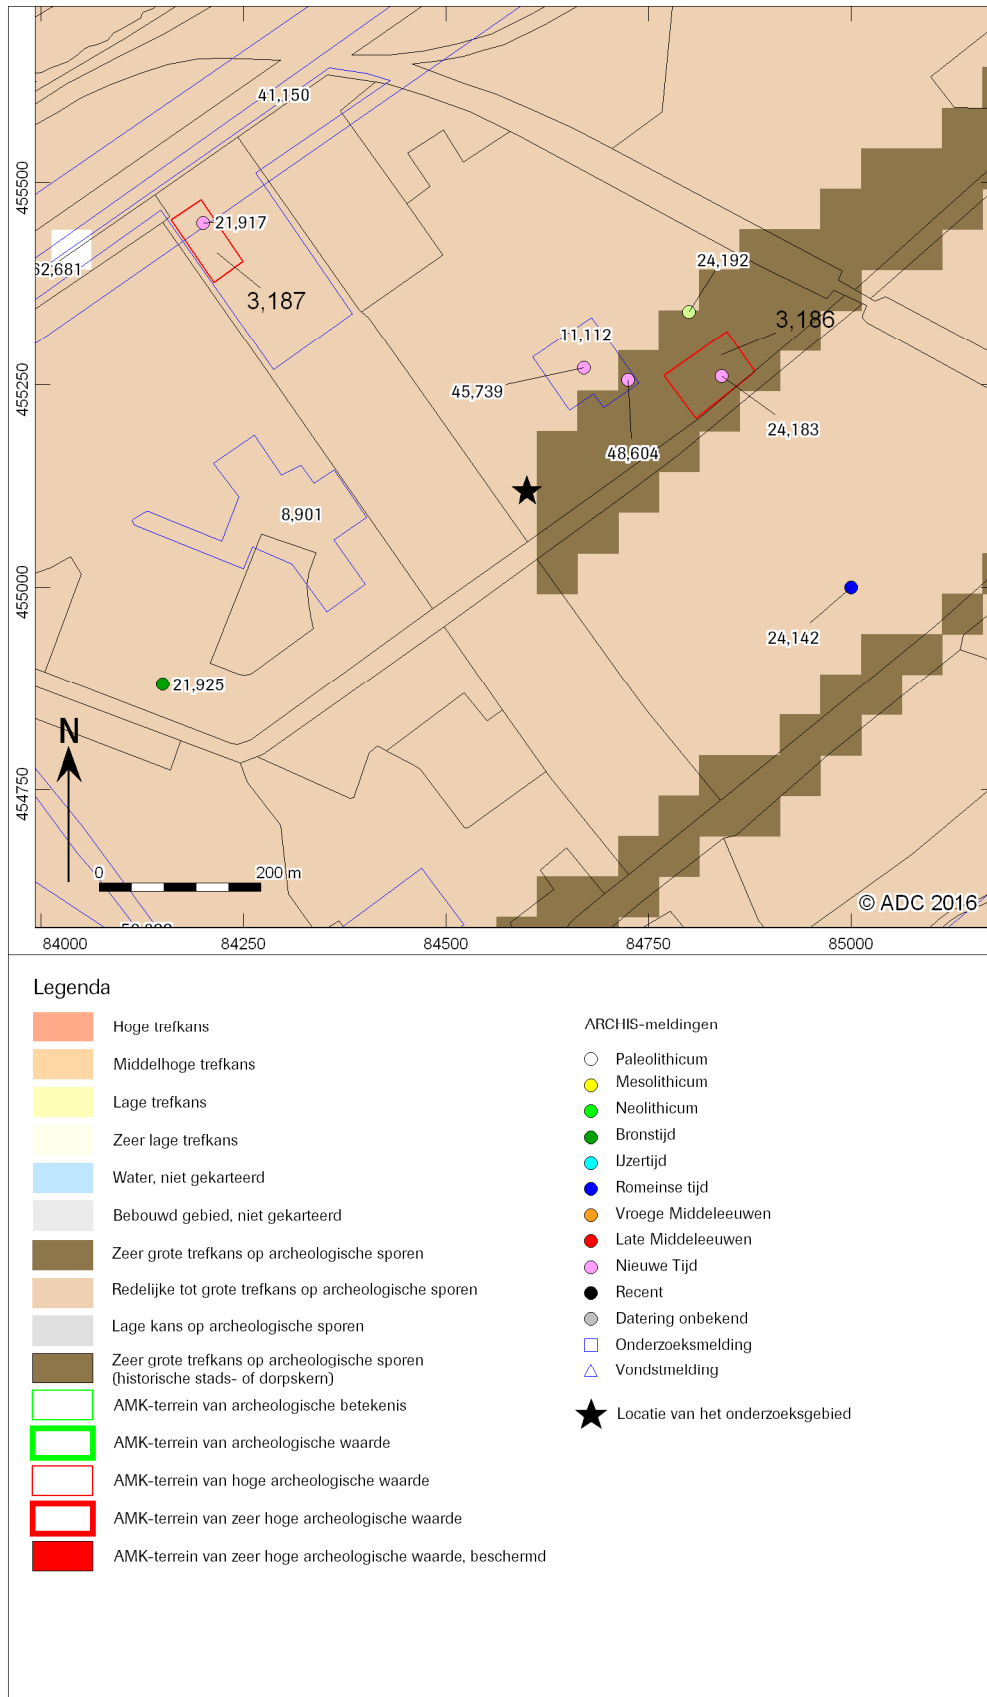 41,150
455500
21,917
62,681
24,192
3,187
3,186
11,112
455250
45,739
24,183
48,604
8,901
455000
24,142
21,925
N
454750
0 200 m
© ADC 2016
84000 84250 84500 84750 85000
Legenda
Hoge trefkans
Middelhoge trefkans
Lage trefkans
Zeer lage trefkans
Water, niet gekarteerd
Bebouwd gebied, niet gekarteerd
Zeer grote trefkans op archeologische sporen
Redelijke tot grote trefkans op archeologische sporen
Lage kans op archeologische sporen
Zeer grote trefkans op archeologische sporen
(historische stads- of dorpskern)
AMK-terrein van archeologische betekenis
AMK-terrein van archeologische waarde
AMK-terrein van hoge archeologische waarde
AMK-terrein van zeer hoge archeologische waarde
AMK-terrein van zeer hoge archeologische waarde, beschermd
ARCHIS-meldingen
Paleolithicum
Mesolithicum
Neolithicum
Bronstijd
IJzertijd
Romeinse tijd
Vroege Middeleeuwen
Late Middeleeuwen
Nieuwe Tijd
Recent
Datering onbekend
Onderzoeksmelding
Vondstmelding
Locatie van het onderzoeksgebied